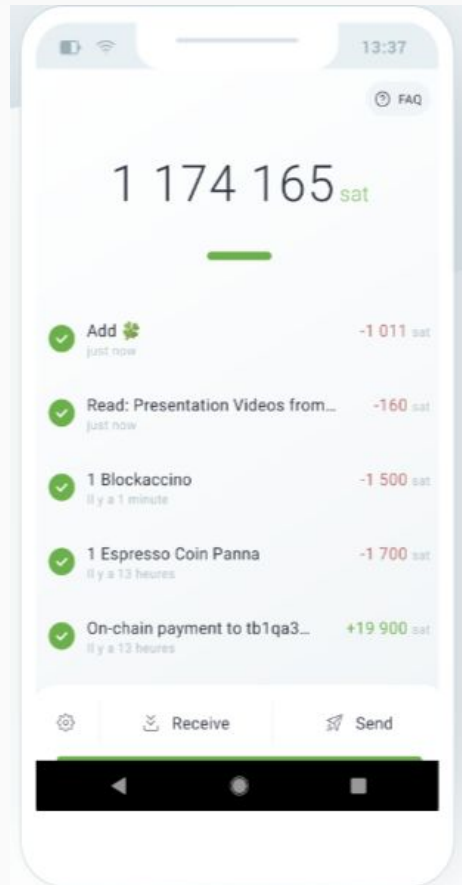 13:37
FAQ
1 174 165 sat
Add 🍀 -1 011 sat
just now
Read: Presentation Videos from... -160 sat
just now
1 Blockaccino -1 500 sat
Il y a 1 minute
1 Espresso Coin Panna -1 700 sat
Il y a 13 heures
On-chain payment to tb1qa3... +19 900 sat
Il y a 13 heures
Receive Send